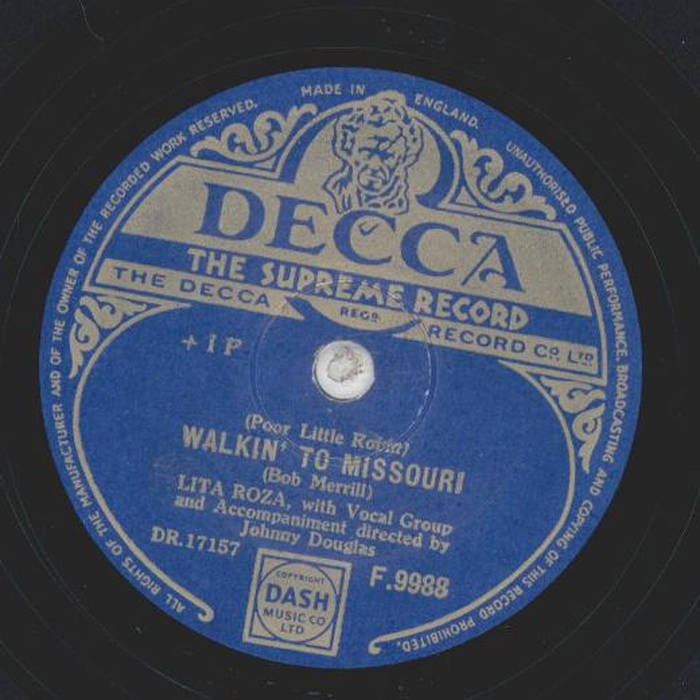 ALL RIGHTS OF THE MANUFACTURER AND OF THE OWNER OF THE RECORDED WORK RESERVED.
MADE IN ENGLAND.
UNAUTHORISED PUBLIC PERFORMANCE, BROADCASTING AND COPYING OF THIS RECORD PROHIBITED.
DECCA
THE SUPREME RECORD
THE DECCA REGD. RECORD CO. LTD.
+ 1 P
(Poor Little Robin)
WALKIN' TO MISSOURI
(Bob Merrill)
LITA ROZA, with Vocal Group
and Accompaniment directed by
Johnny Douglas
DR.17157
F.9988
COPYRIGHT
DASH
MUSIC CO
LTD